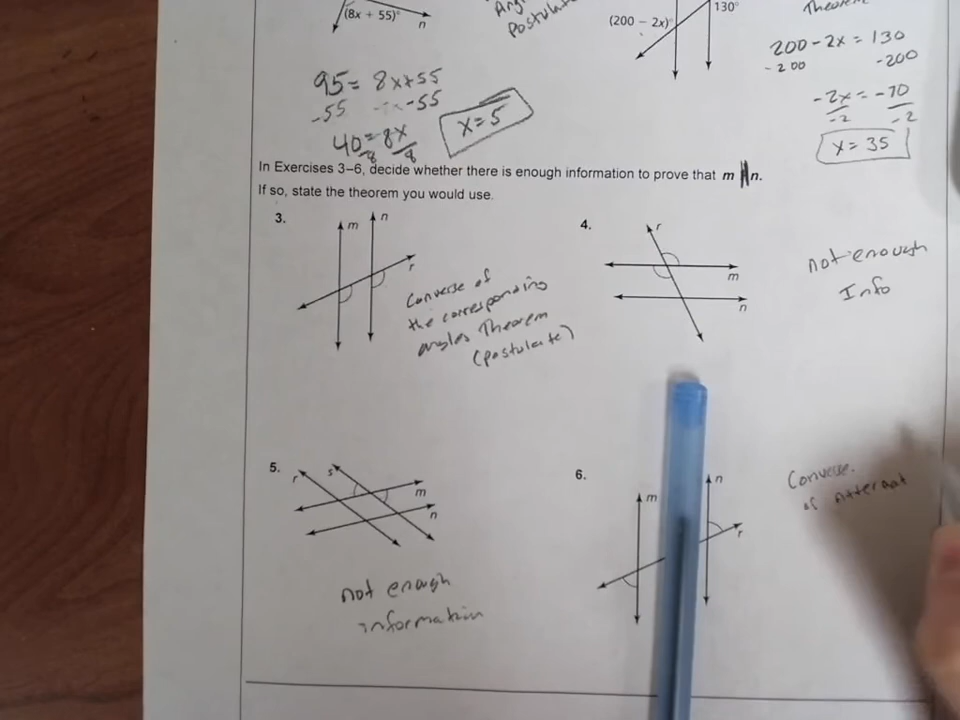 (8x + 55)°
n
(200 − 2x)°
130°
Theorem
200 - 2x = 130
-200 -200
-2x = -70
-2 -2
x = 35
95 = 8x+55
-55 -55
40 = 8x
8 8
x = 5
In Exercises 3–6, decide whether there is enough information to prove that m || n.
If so, state the theorem you would use.
3.
m
n
r
Converse of
the corresponding
angles Theorem
(postulate)
4.
r
m
n
not enough
Info
5.
r
s
m
n
not enough
information
6.
m
n
r
Converse.
of